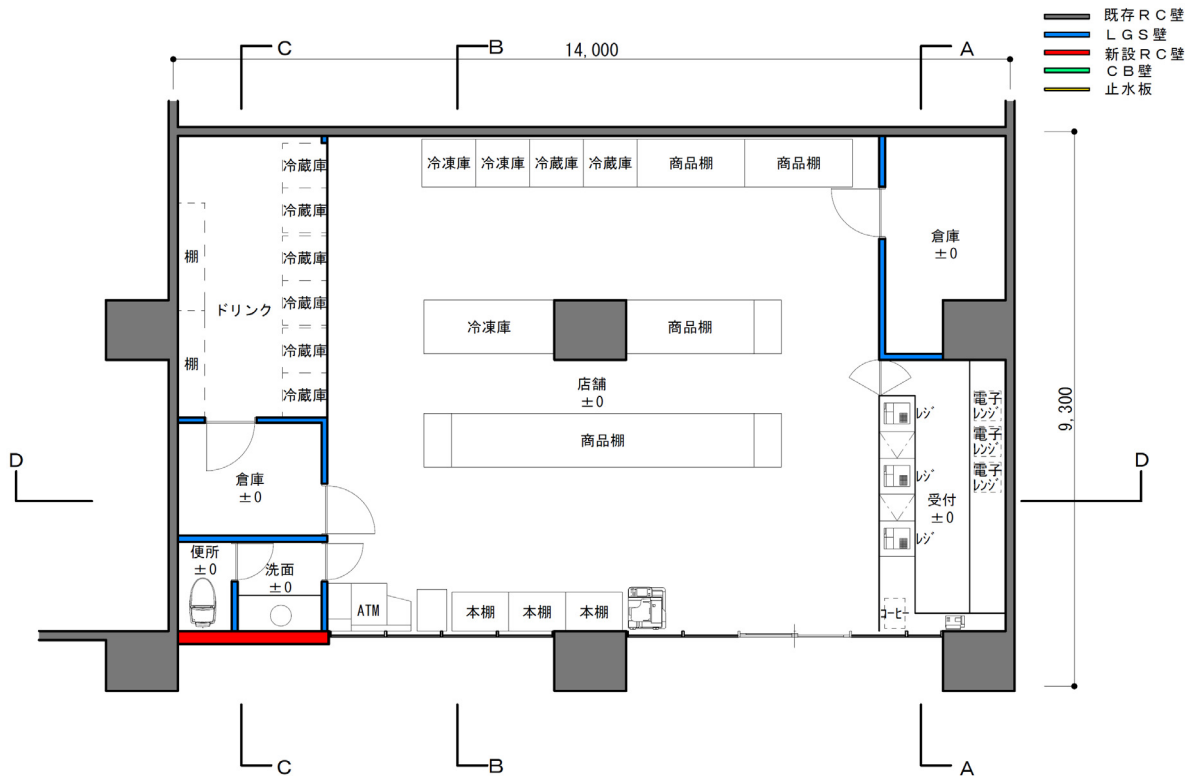 既存RC壁
LGS壁
新設RC壁
CB壁
止水板
C
B
A
14,000
冷蔵庫
冷凍庫
冷凍庫
冷蔵庫
冷蔵庫
商品棚
商品棚
冷蔵庫
倉庫
±0
棚
冷蔵庫
ドリンク
冷蔵庫
冷凍庫
商品棚
冷蔵庫
棚
冷蔵庫
店舗
±0
電子
レンジ
レジ
9,300
商品棚
電子
レンジ
D
D
倉庫
±0
レジ
電子
レンジ
受付
±0
レジ
便所
±0
洗面
±0
ATM
本棚
本棚
本棚
コーヒー
C
B
A